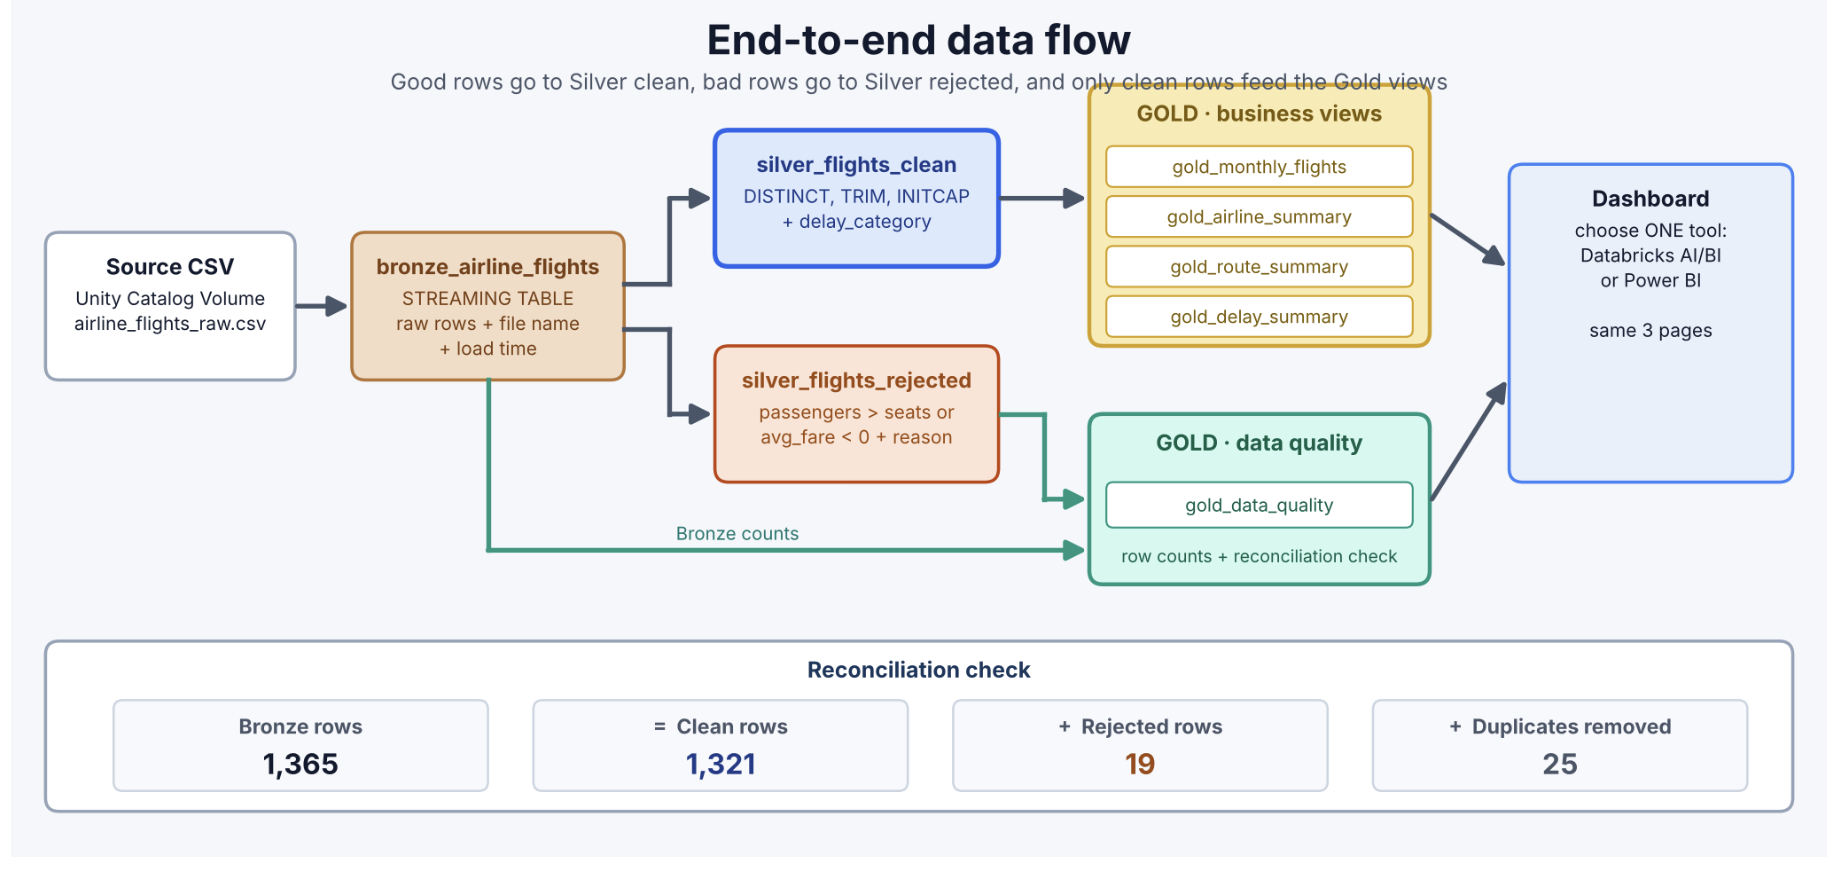 End-to-end data flow
Good rows go to Silver clean, bad rows go to Silver rejected, and only clean rows feed the Gold views
Source CSV
Unity Catalog Volume
airline_flights_raw.csv
bronze_airline_flights
STREAMING TABLE
raw rows + file name
+ load time
silver_flights_clean
DISTINCT, TRIM, INITCAP
+ delay_category
silver_flights_rejected
passengers > seats or
avg_fare < 0 + reason
Bronze counts
GOLD · business views
gold_monthly_flights
gold_airline_summary
gold_route_summary
gold_delay_summary
GOLD · data quality
gold_data_quality
row counts + reconciliation check
Dashboard
choose ONE tool:
Databricks AI/BI
or Power BI
same 3 pages
Reconciliation check
Bronze rows
1,365
= Clean rows
1,321
+ Rejected rows
19
+ Duplicates removed
25